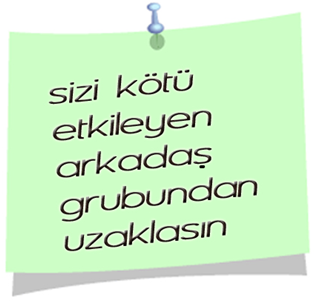 sizi kötü
etkileyen
arkadaş
grubundan
uzaklasın